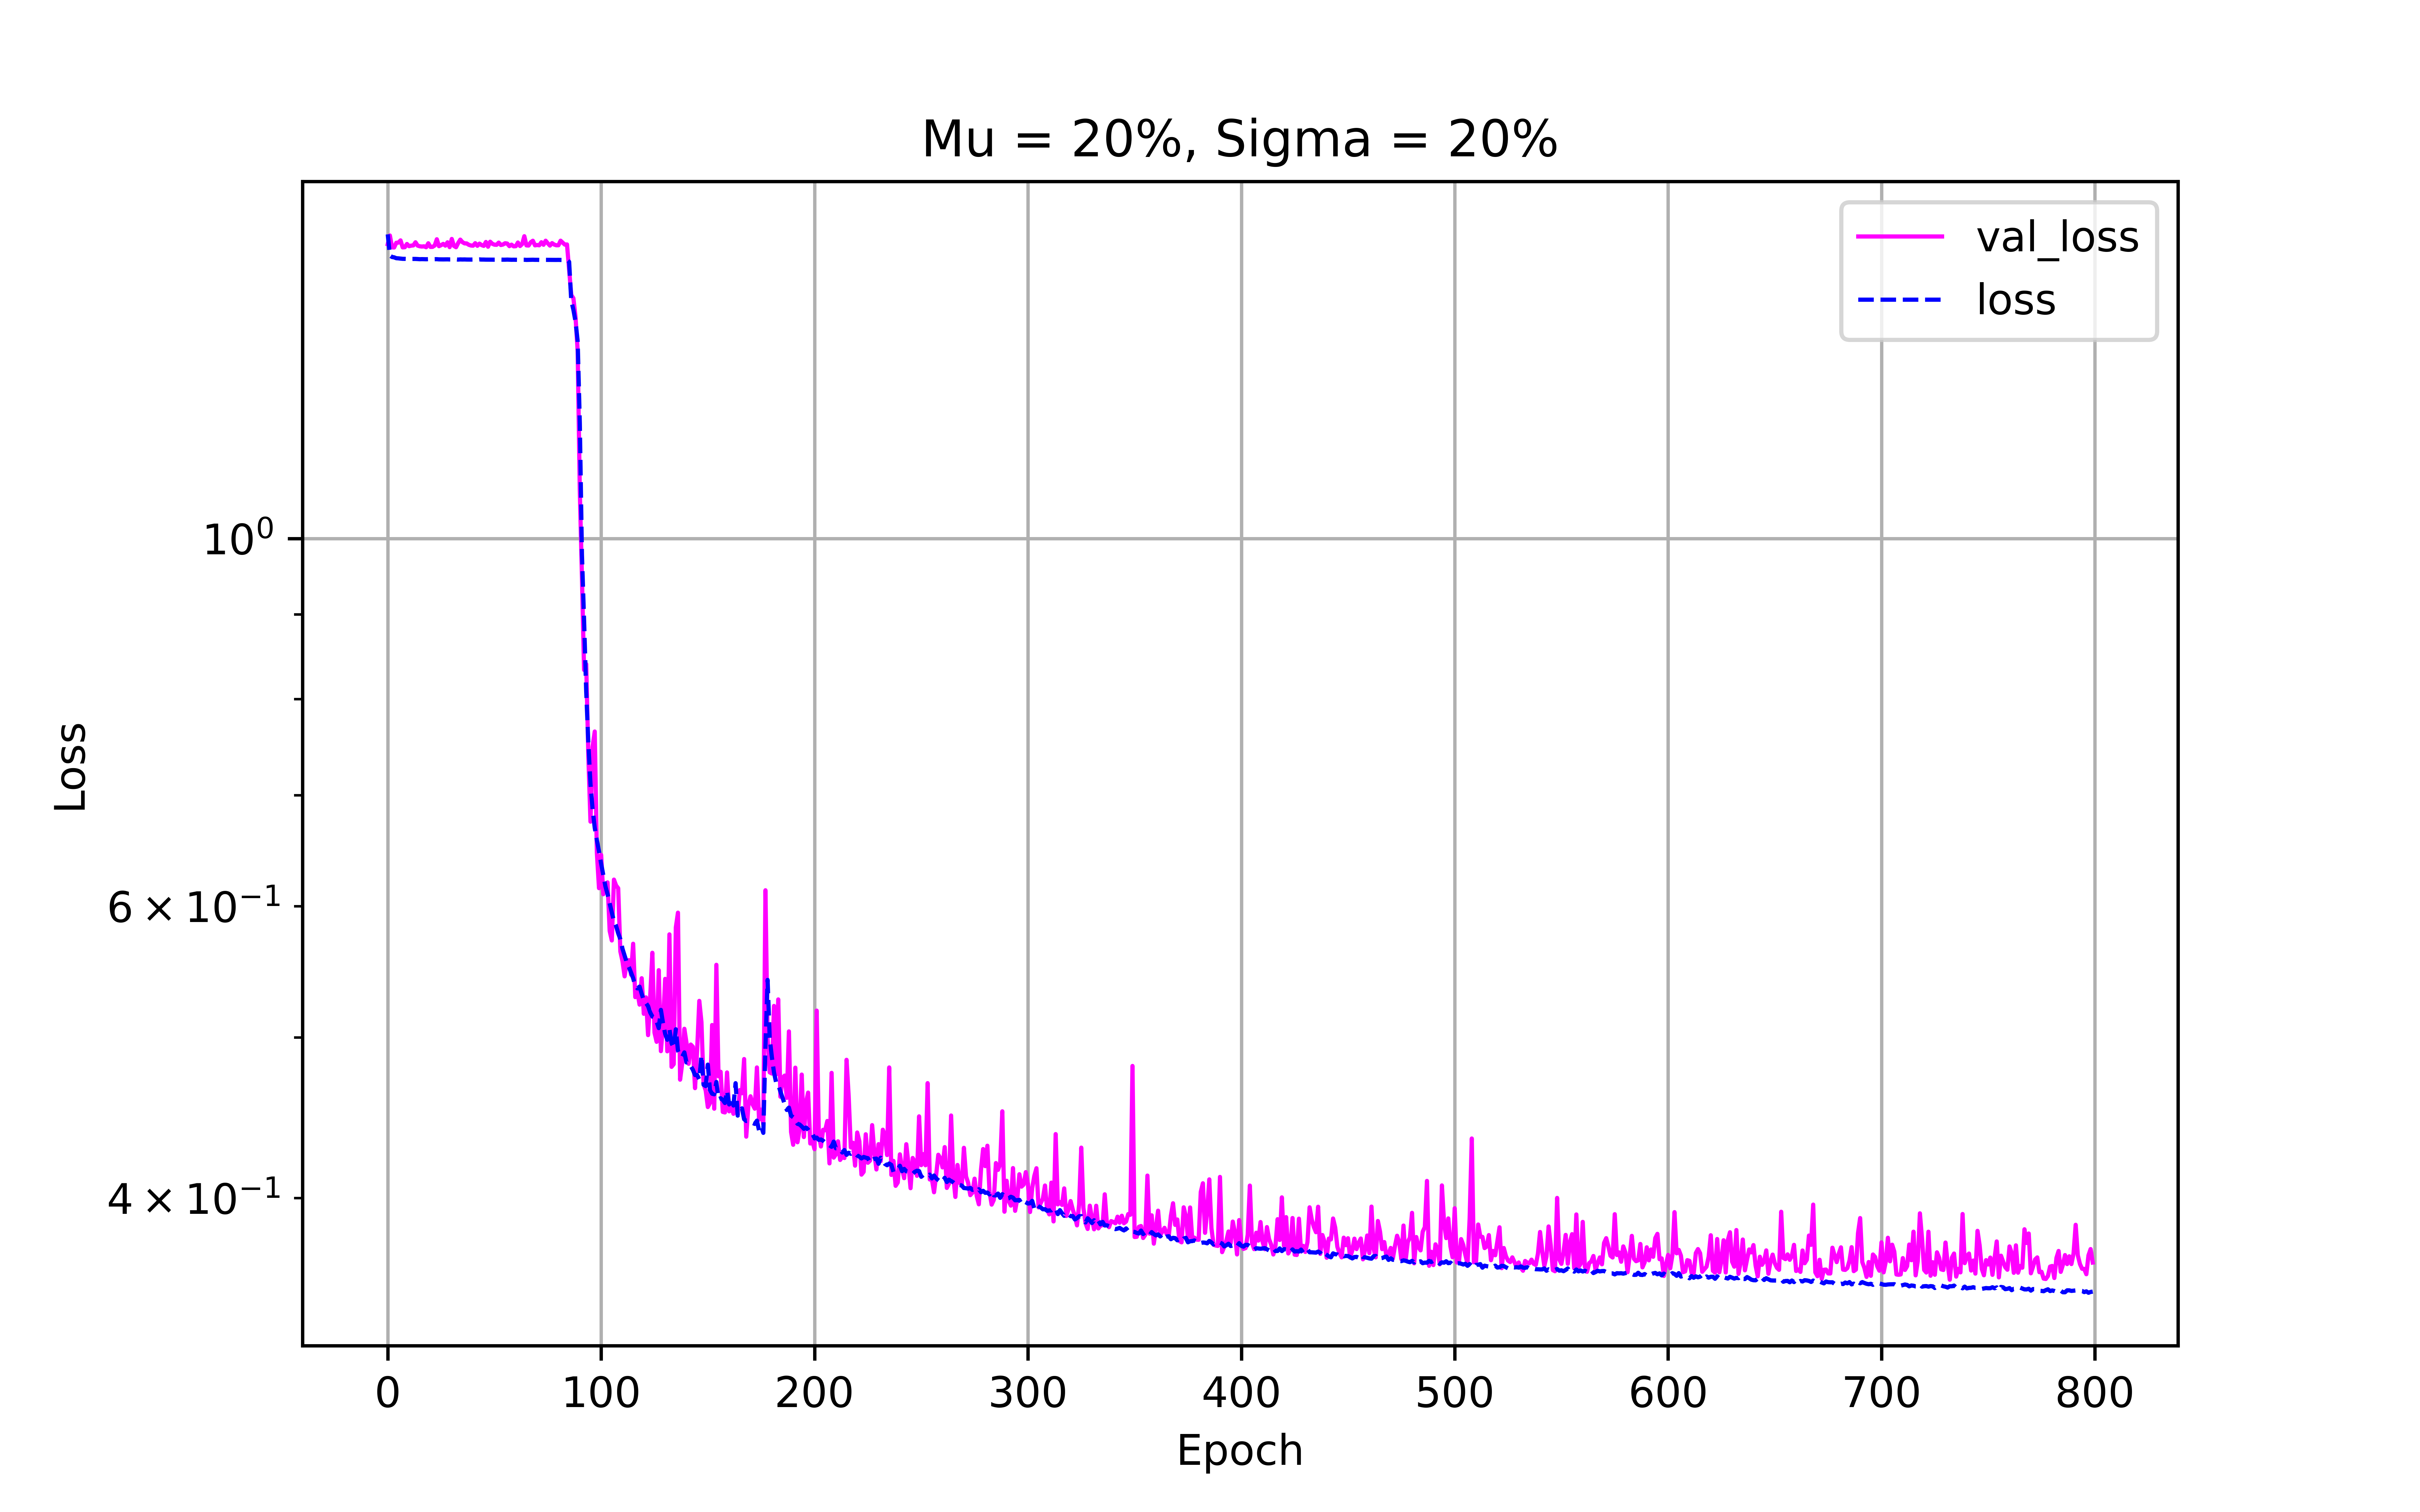 Mu = 20%, Sigma = 20%
val_loss
loss
10⁰
6 × 10⁻¹
4 × 10⁻¹
Loss
0 100 200 300 400 500 600 700 800
Epoch